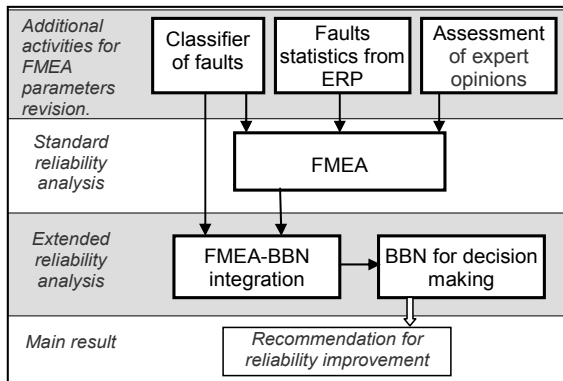 Additional
activities for
FMEA
parameters
revision.
Classifier
of faults
Faults
statistics from
ERP
Assessment
of expert
opinions
Standard
reliability
analysis
FMEA
Extended
reliability
analysis
FMEA-BBN
integration
BBN for decision
making
Main result
Recommendation for
reliability improvement